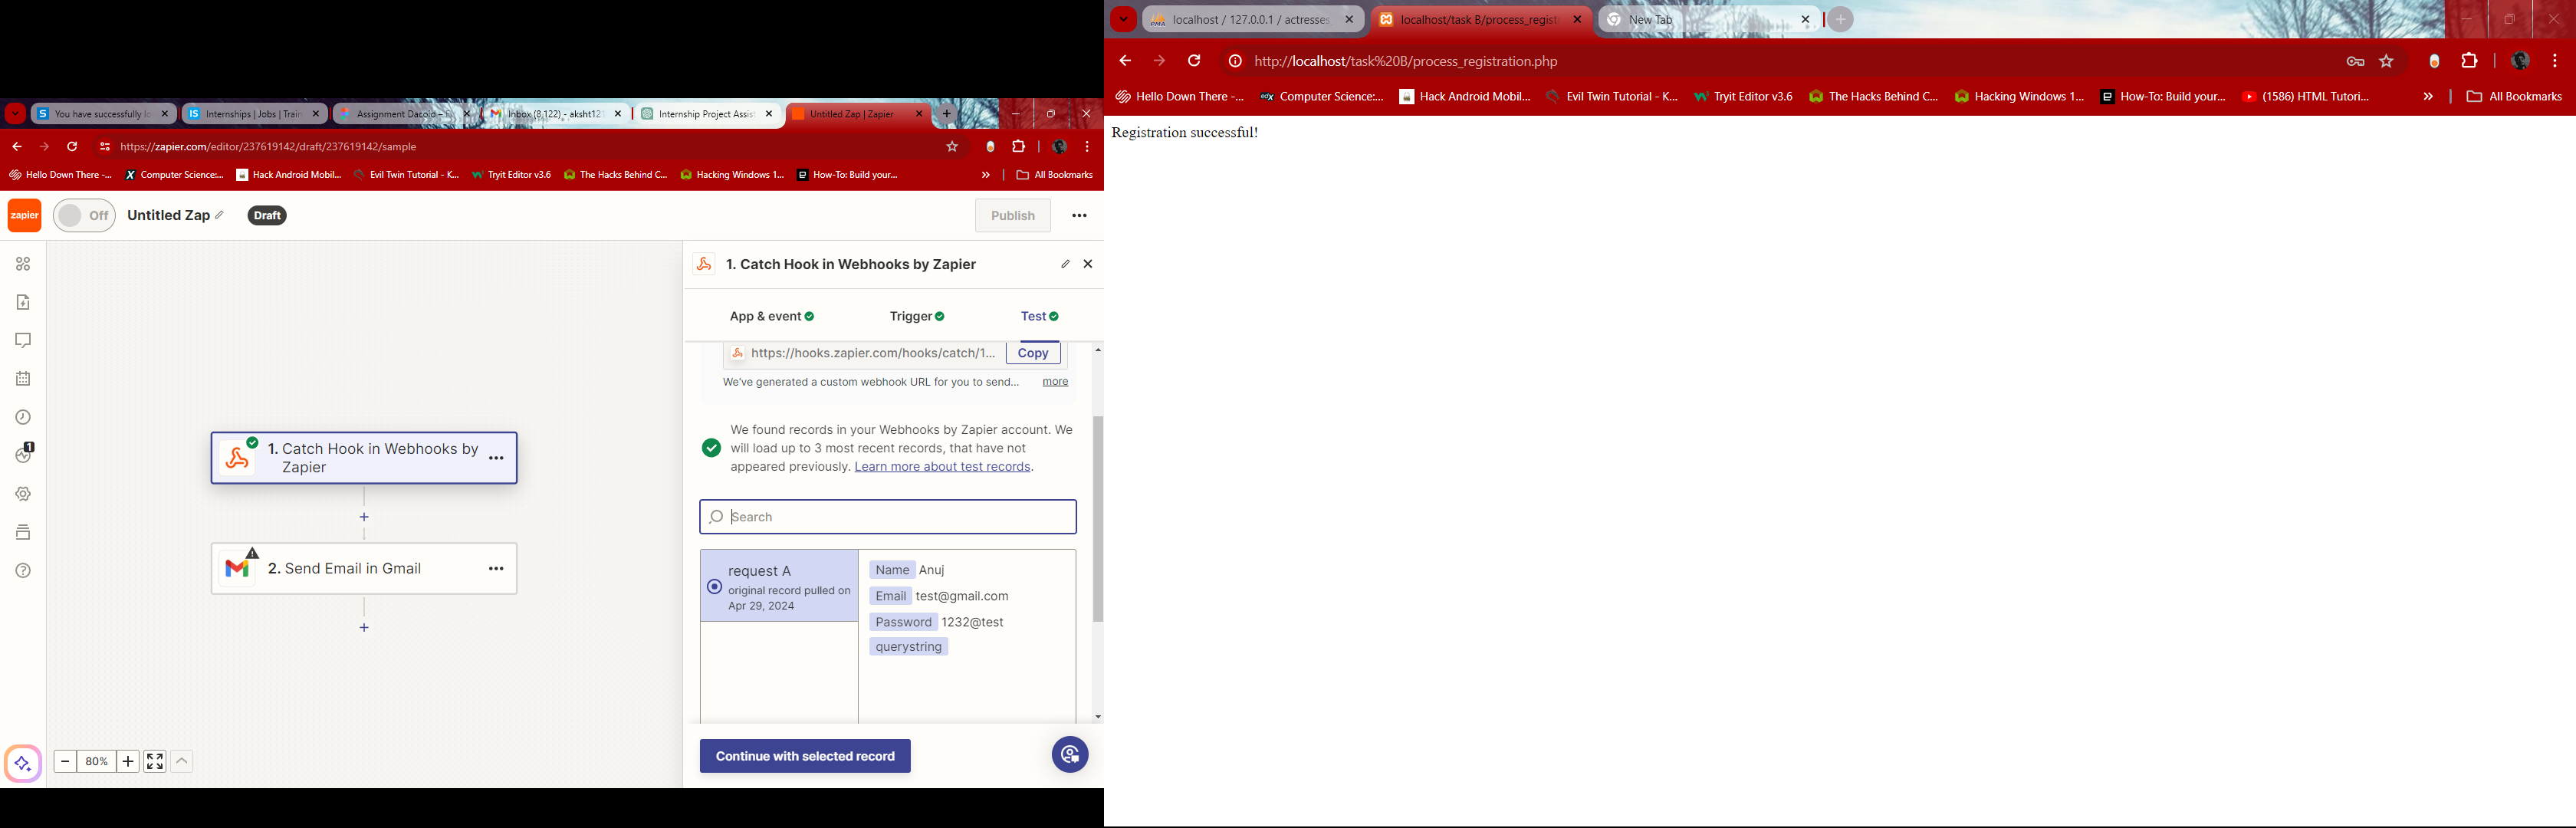 You have successfully
Internships | Jobs | Train
Assignment Dacoid –
Inbox (8,122) - aksht121
Internship Project Assist
Untitled Zap | Zapier
https://zapier.com/editor/237619142/draft/237619142/sample
Hello Down There -...
Computer Science:...
Hack Android Mobil...
Evil Twin Tutorial - K...
Tryit Editor v3.6
The Hacks Behind C...
Hacking Windows 1...
How-To: Build your...
»
All Bookmarks
zapier
Off
Untitled Zap
Draft
Publish
1. Catch Hook in Webhooks by Zapier
App & event
Trigger
Test
https://hooks.zapier.com/hooks/catch/1...
Copy
We've generated a custom webhook URL for you to send...
more
We found records in your Webhooks by Zapier account. We
will load up to 3 most recent records, that have not
appeared previously. Learn more about test records.
Search
request A
original record pulled on
Apr 29, 2024
Name Anuj
Email test@gmail.com
Password 1232@test
querystring
Continue with selected record
1. Catch Hook in Webhooks by
Zapier
2. Send Email in Gmail
1
80%
localhost / 127.0.0.1 / actresses
localhost/task B/process_regist
New Tab
http://localhost/task%20B/process_registration.php
Hello Down There -...
Computer Science:...
Hack Android Mobil...
Evil Twin Tutorial - K...
Tryit Editor v3.6
The Hacks Behind C...
Hacking Windows 1...
How-To: Build your...
(1586) HTML Tutori...
»
All Bookmarks
Registration successful!